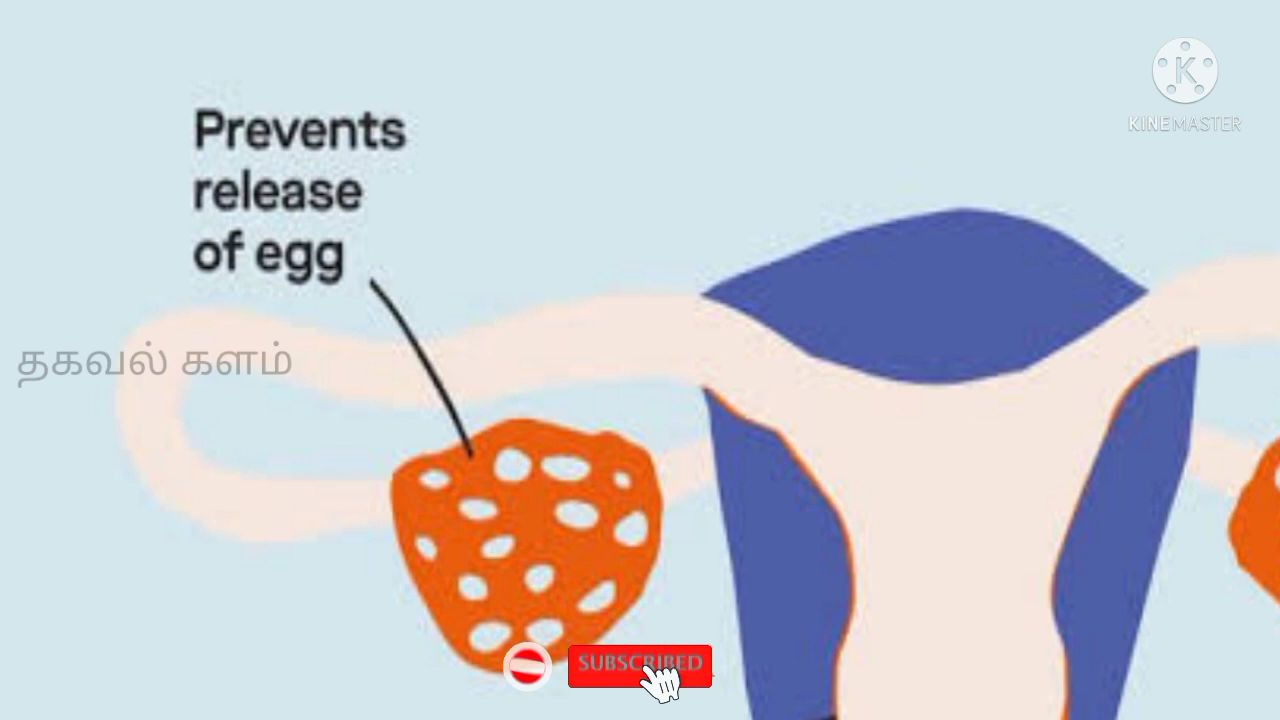 Prevents
release
of egg
KINEMASTER
தகவல் களம்
SUBSCRIBED